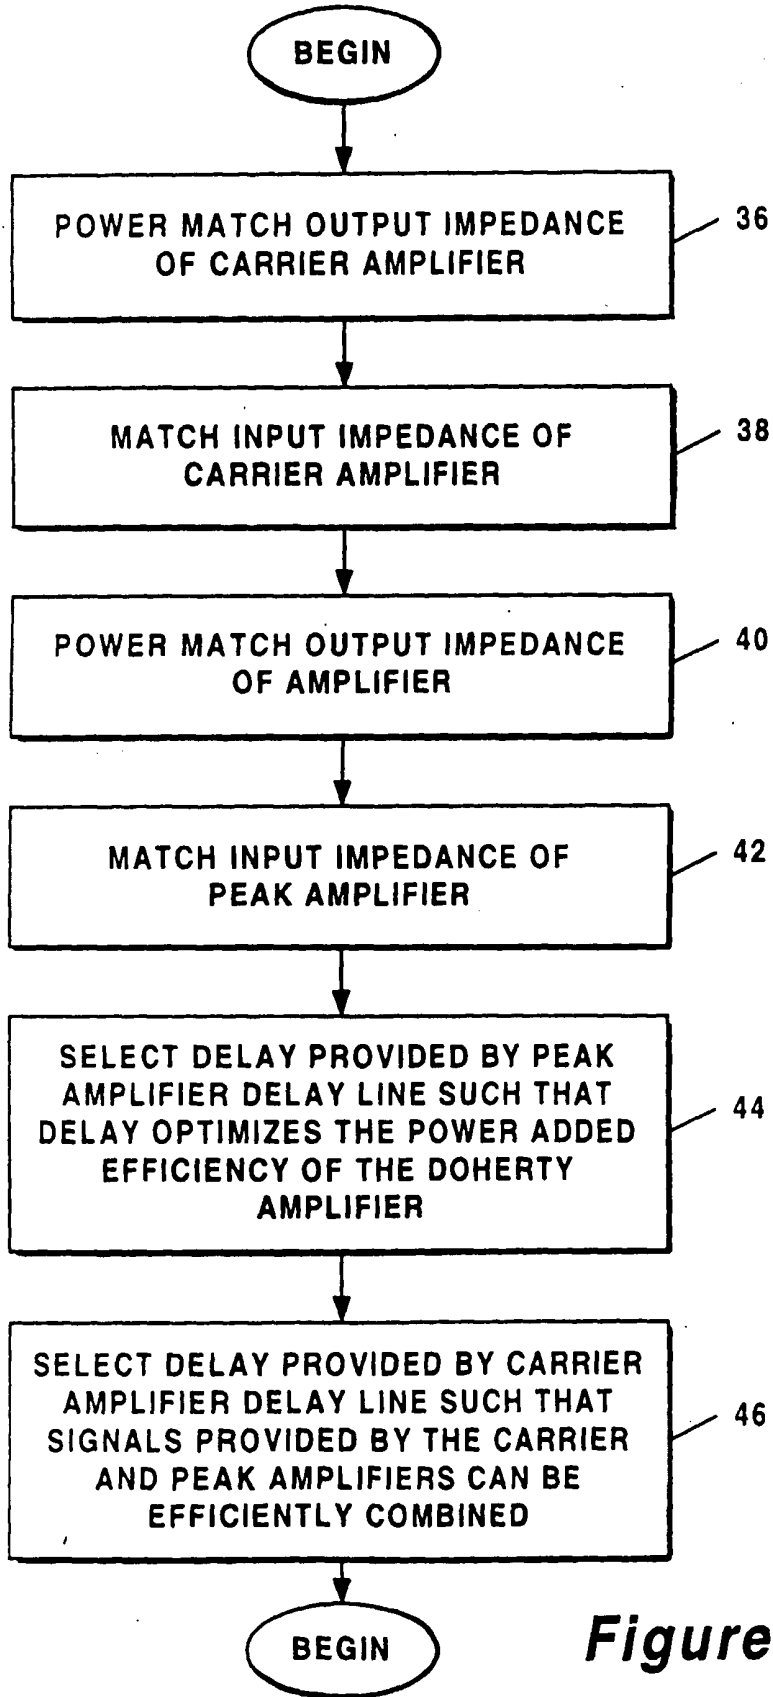 BEGIN
POWER MATCH OUTPUT IMPEDANCE
OF CARRIER AMPLIFIER
36
MATCH INPUT IMPEDANCE OF
CARRIER AMPLIFIER
38
POWER MATCH OUTPUT IMPEDANCE
OF AMPLIFIER
40
MATCH INPUT IMPEDANCE OF
PEAK AMPLIFIER
42
SELECT DELAY PROVIDED BY PEAK
AMPLIFIER DELAY LINE SUCH THAT
DELAY OPTIMIZES THE POWER ADDED
EFFICIENCY OF THE DOHERTY
AMPLIFIER
44
SELECT DELAY PROVIDED BY CARRIER
AMPLIFIER DELAY LINE SUCH THAT
SIGNALS PROVIDED BY THE CARRIER
AND PEAK AMPLIFIERS CAN BE
EFFICIENTLY COMBINED
46
BEGIN
Figure